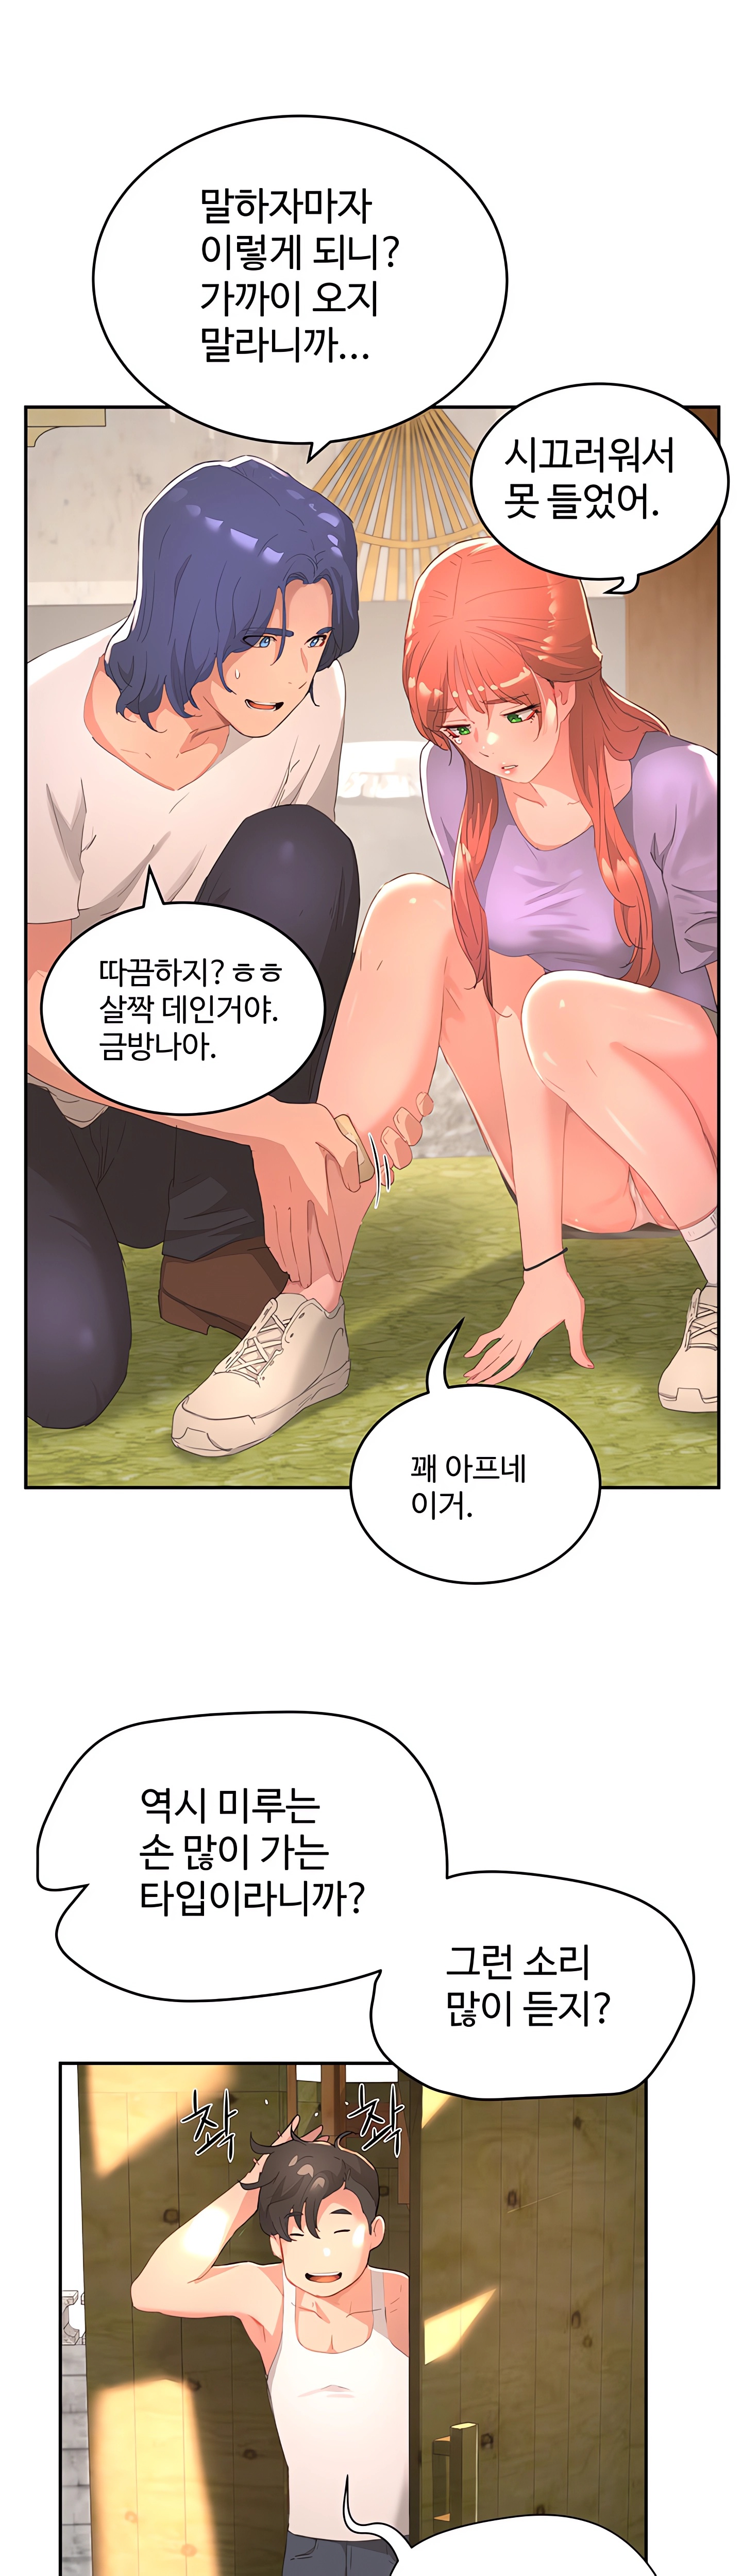 말하자마자
이렇게 되니?
가까이 오지
말라니까...
시끄러워서
못 들었어.
따끔하지? ㅎㅎ
살짝 데인거야.
금방나아.
꽤 아프네
이거.
역시 미루는
손 많이 가는
타입이라니까?
그런 소리
많이 듣지?
촥 촥